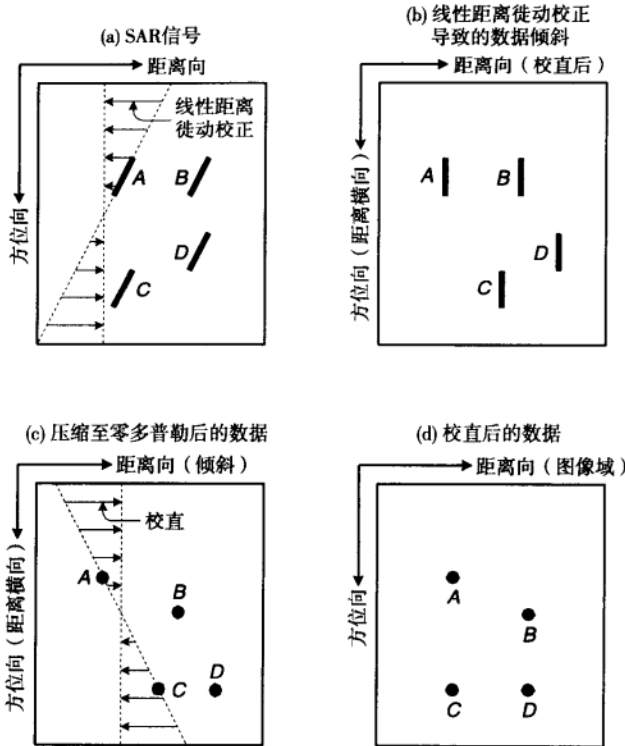 (a) SAR信号
距离向
线性距离
徙动校正
A
B
D
C
方位向
(b) 线性距离徙动校正
导致的数据倾斜
距离向（校直后）
A
B
D
C
方位向（距离横向）
(c) 压缩至零多普勒后的数据
距离向（倾斜）
校直
A
B
C
D
方位向（距离横向）
(d) 校直后的数据
距离向（图像域）
A
B
C
D
方位向